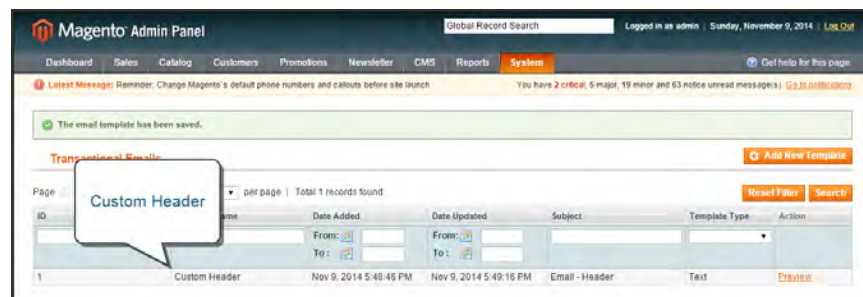 Magento Admin Panel
Global Record Search
Logged in as admin | Sunday, November 9, 2014 | Log Out
Dashboard Sales Catalog Customers Promotions Newsletter CMS Reports System
Get help for this page
Latest Message: Reminder: Change Magento's default phone numbers and callouts before site launch
You have 2 critical, 5 major, 19 minor and 63 notice unread message(s). Go to notifications
The email template has been saved.
Transactional Emails
Add New Template
Page per page | Total 1 records found
Reset Filter Search
Custom Header
ID Date Added Date Updated Subject Template Type Action
From: From:
To : To :
1 Custom Header Nov 9, 2014 5:48:46 PM Nov 9, 2014 5:49:16 PM Email - Header Text Preview